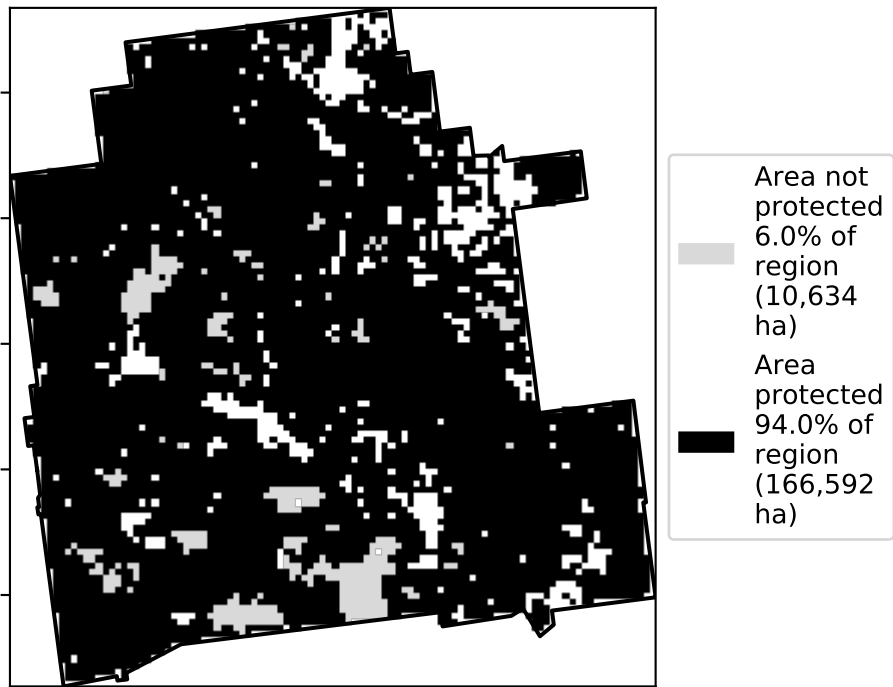 Area not
protected
6.0% of
region
(10,634
ha)
Area
protected
94.0% of
region
(166,592
ha)